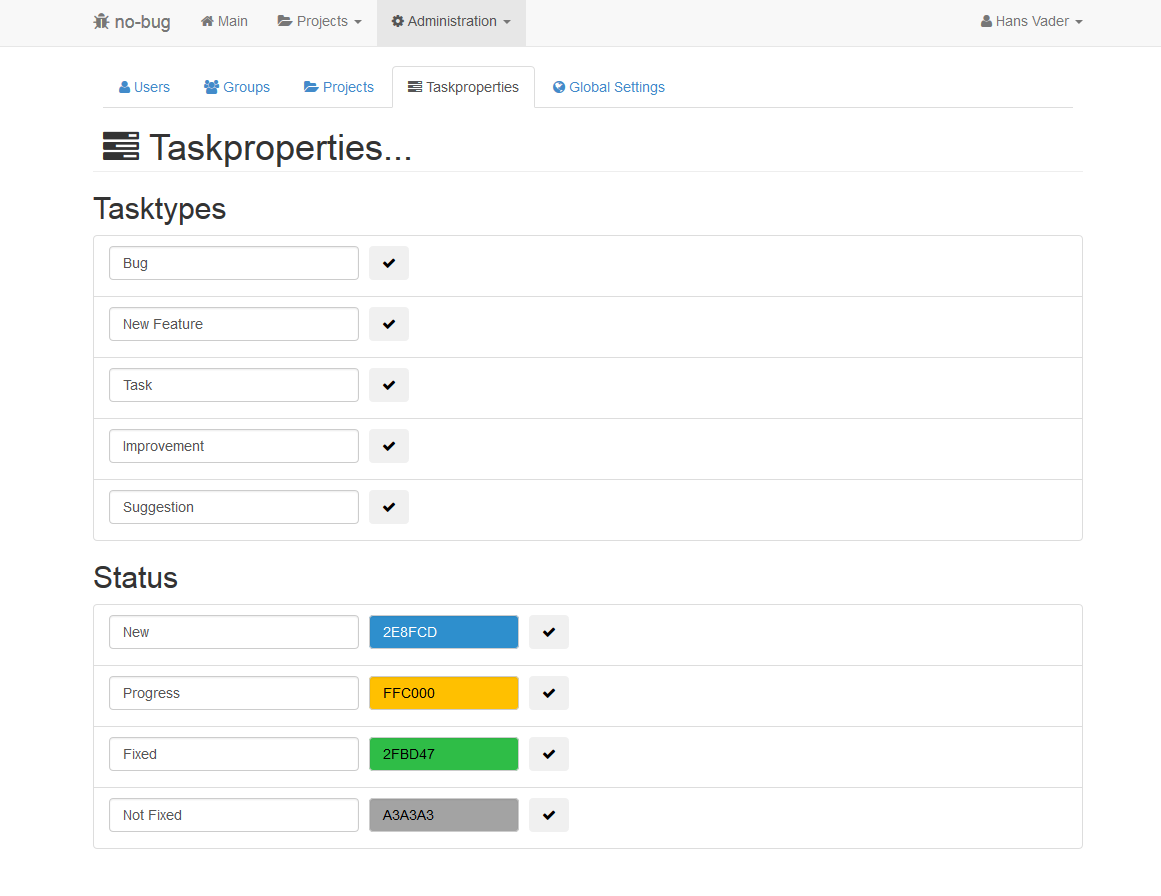 no-bug Main Projects Administration Hans Vader
Users Groups Projects Taskproperties Global Settings
Taskproperties...
Tasktypes
Bug
New Feature
Task
Improvement
Suggestion
Status
New 2E8FCD
Progress FFC000
Fixed 2FBD47
Not Fixed A3A3A3